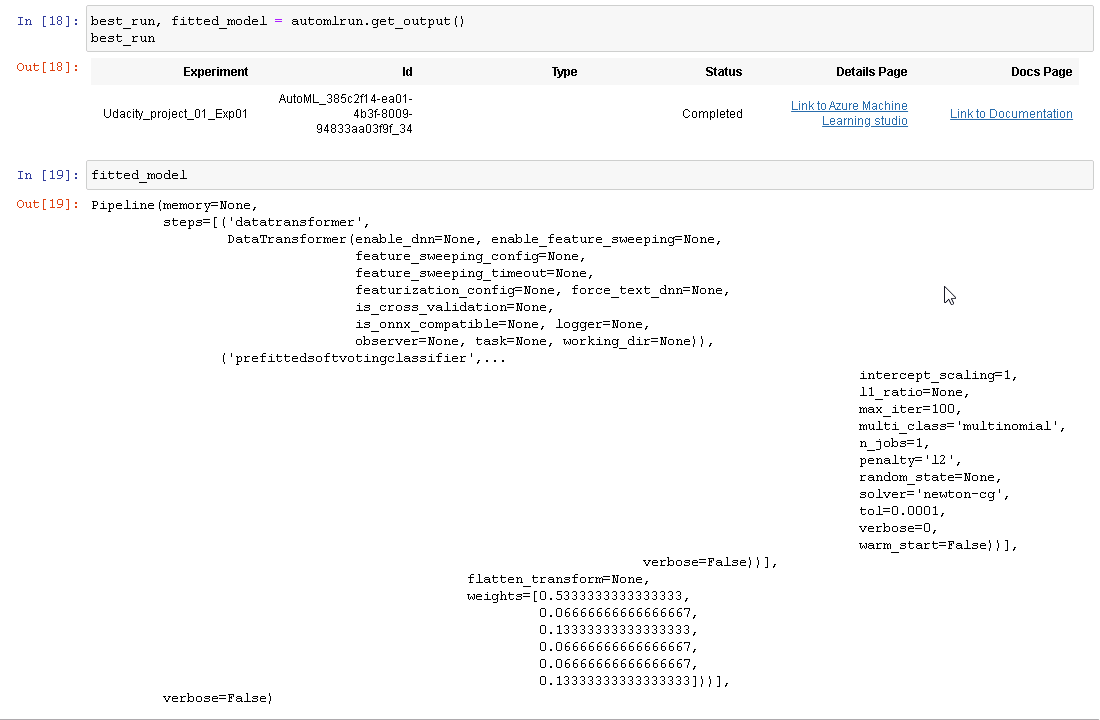 In [18]: best_run, fitted_model = automlrun.get_output()
best_run
Out[18]: Experiment Id Type Status Details Page Docs Page
Udacity_project_01_Exp01 AutoML_385c2f14-ea01-4b3f-8009-94833aa03f9f_34 Completed Link to Azure Machine Learning studio Link to Documentation
In [19]: fitted_model
Out[19]: Pipeline(memory=None,
steps=[('datatransformer',
DataTransformer(enable_dnn=None, enable_feature_sweeping=None,
feature_sweeping_config=None,
feature_sweeping_timeout=None,
featurization_config=None, force_text_dnn=None,
is_cross_validation=None,
is_onnx_compatible=None, logger=None,
observer=None, task=None, working_dir=None)),
('prefittedsoftvotingclassifier',...
intercept_scaling=1,
l1_ratio=None,
max_iter=100,
multi_class='multinomial',
n_jobs=1,
penalty='l2',
random_state=None,
solver='newton-cg',
tol=0.0001,
verbose=0,
warm_start=False))],
verbose=False))],
flatten_transform=None,
weights=[0.5333333333333333,
0.06666666666666667,
0.13333333333333333,
0.06666666666666667,
0.06666666666666667,
0.13333333333333333]))],
verbose=False)